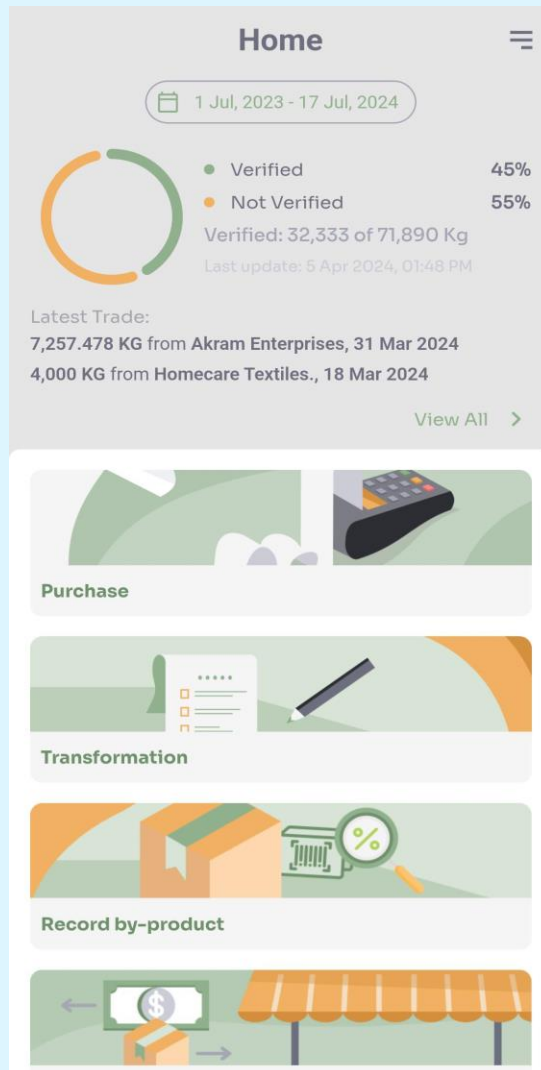 Home
1 Jul, 2023 - 17 Jul, 2024
Verified 45%
Not Verified 55%
Verified: 32,333 of 71,890 Kg
Last update: 5 Apr 2024, 01:48 PM
Latest Trade:
7,257.478 KG from Akram Enterprises, 31 Mar 2024
4,000 KG from Homecare Textiles., 18 Mar 2024
View All
Purchase
%
Transformation
Record by-product
$